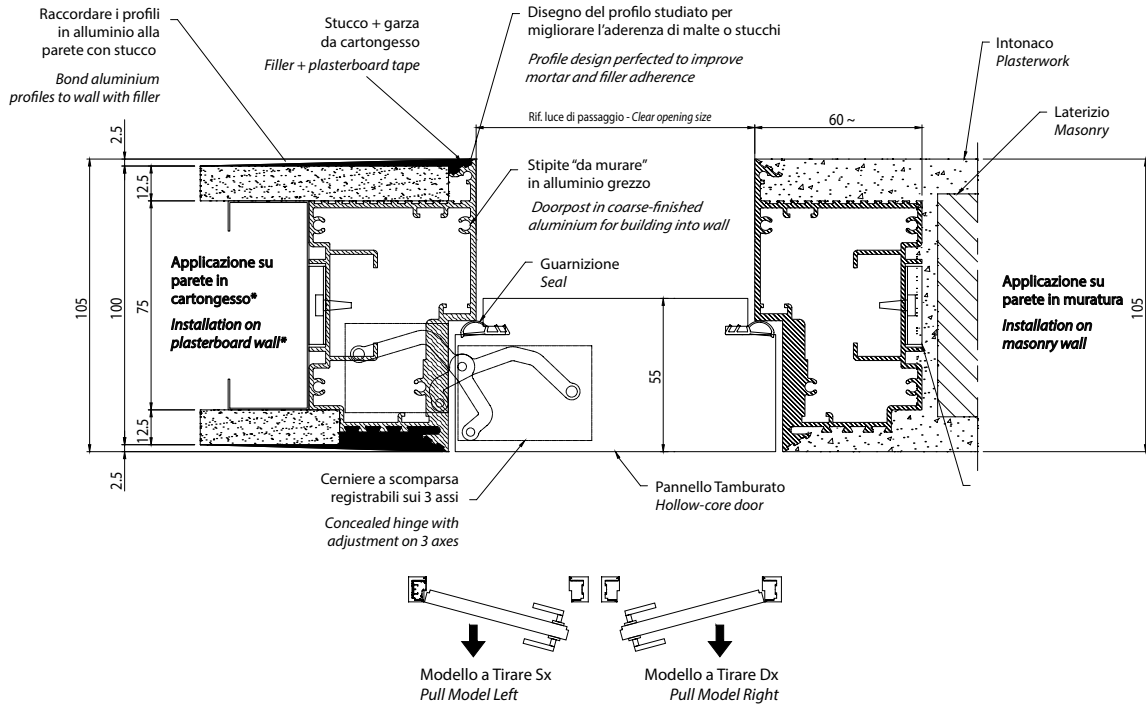 Raccordare i profili
in alluminio alla
parete con stucco
Bond aluminium
profiles to wall with filler
Stucco + garza
da cartongesso
Filler + plasterboard tape
Disegno del profilo studiato per
migliorare l'aderenza di malte o stucchi
Profile design perfected to improve
mortar and filler adherence
Rif. luce di passaggio - Clear opening size
60 ~
Intonaco
Plasterwork
Laterizio
Masonry
2.5
12.5
105
100
75
12.5
2.5
Applicazione su
parete in
cartongesso*
Installation on
plasterboard wall*
Stipite "da murare"
in alluminio grezzo
Doorpost in coarse-finished
aluminium for building into wall
Guarnizione
Seal
55
Applicazione su
parete in muratura
Installation on
masonry wall
105
Cerniere a scomparsa
registrabili sui 3 assi
Concealed hinge with
adjustment on 3 axes
Pannello Tamburato
Hollow-core door
Modello a Tirare Sx
Pull Model Left
Modello a Tirare Dx
Pull Model Right